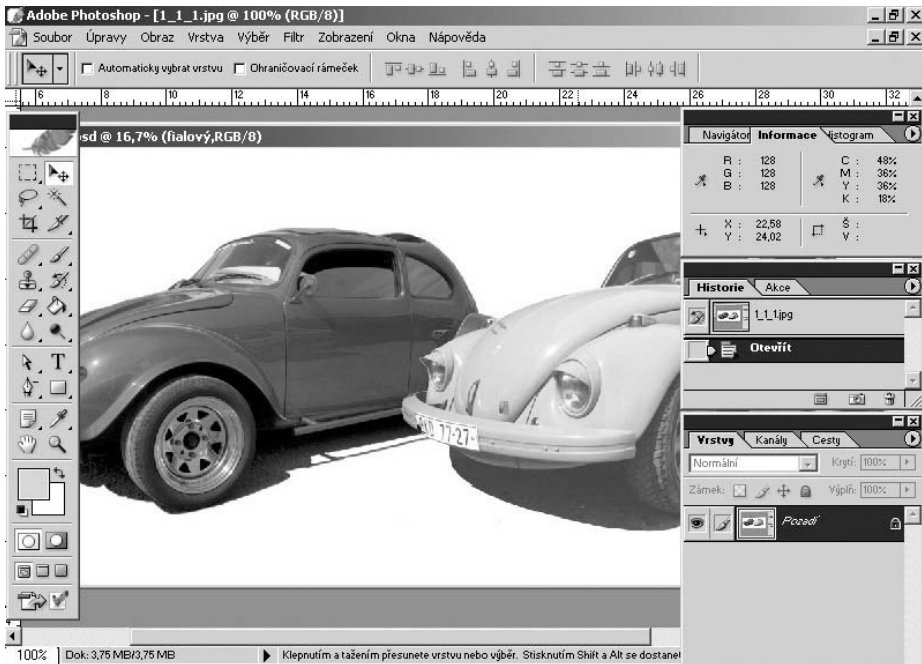 Adobe Photoshop - [1_1_1.jpg @ 100% (RGB/8)]
Soubor Úpravy Obraz Vrstva Výběr Filtr Zobrazení Okna Nápověda
Automaticky vybrat vrstvu Ohraničovací rámeček
6 8 10 12 14 16 18 20 22 24 26 28 30 32
sd @ 16,7% (fialový,RGB/8)
Navigátor Informace Histogram
R : 128 C : 48%
G : 128 M : 36%
B : 128 Y : 36%
K : 18%
X : 22,58 Š :
Y : 24,02 V :
Historie Akce
1_1_1.jpg
Otevřít
T
77-27
Vrstvy Kanály Cesty
Normální Krytí: 100%
Zámek: Výplň: 100%
Pozadí
100% Dok: 3,75 MB/3,75 MB Klepnutím a tažením přesunete vrstvu nebo výběr. Stisknutím Shift a Alt se dostanet